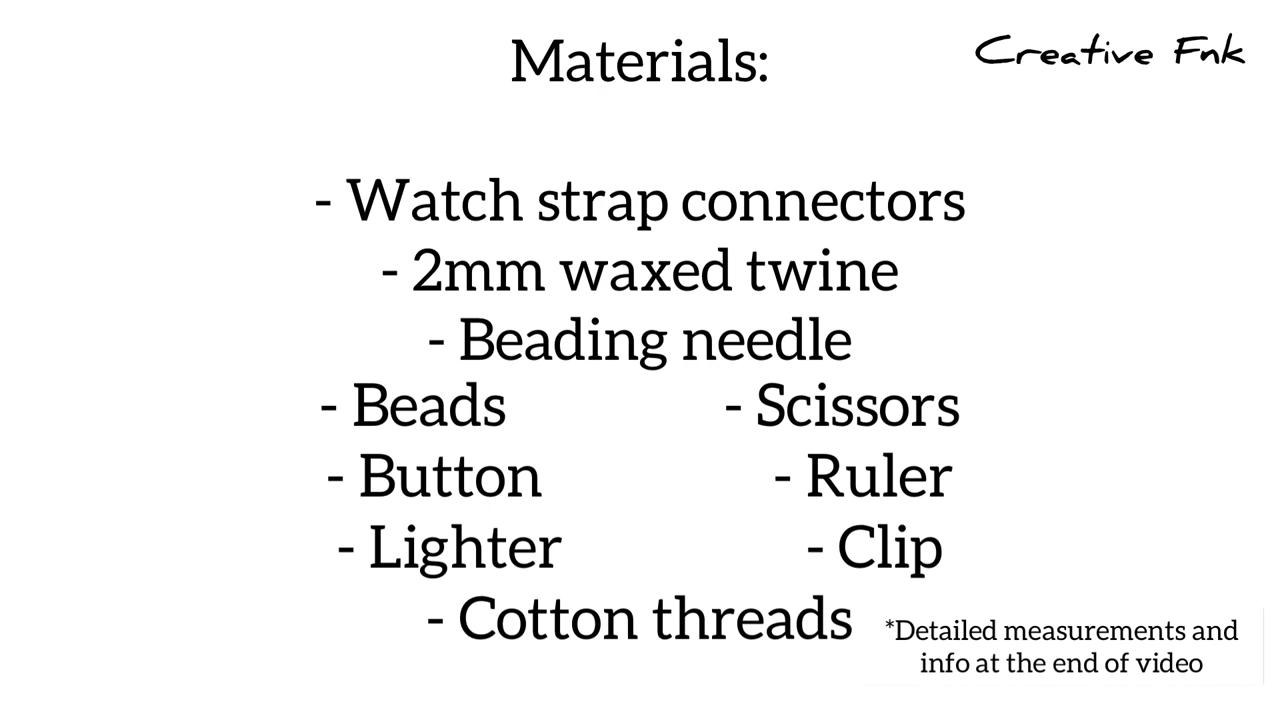 Materials:
Creative Fnk
- Watch strap connectors
- 2mm waxed twine
- Beading needle
- Beads - Scissors
- Button - Ruler
- Lighter - Clip
- Cotton threads
*Detailed measurements and
info at the end of video